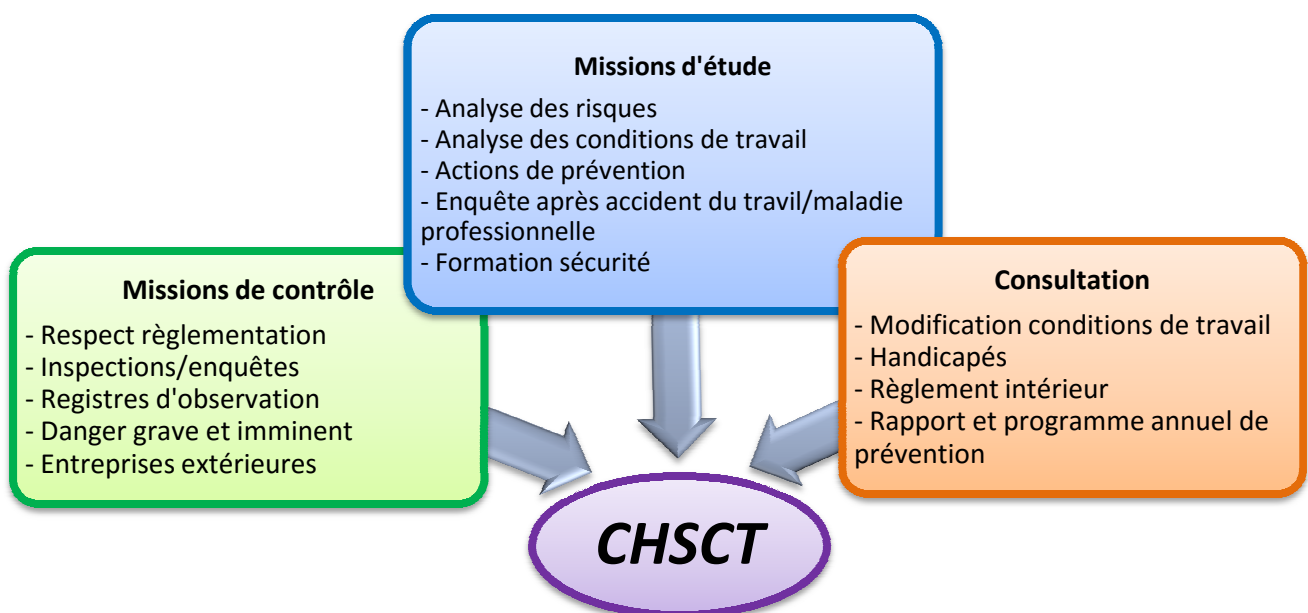 Missions d'étude
- Analyse des risques
- Analyse des conditions de travail
- Actions de prévention
- Enquête après accident du travil/maladie
professionnelle
- Formation sécurité
Missions de contrôle
- Respect règlementation
- Inspections/enquêtes
- Registres d'observation
- Danger grave et imminent
- Entreprises extérieures
Consultation
- Modification conditions de travail
- Handicapés
- Règlement intérieur
- Rapport et programme annuel de
prévention
CHSCT